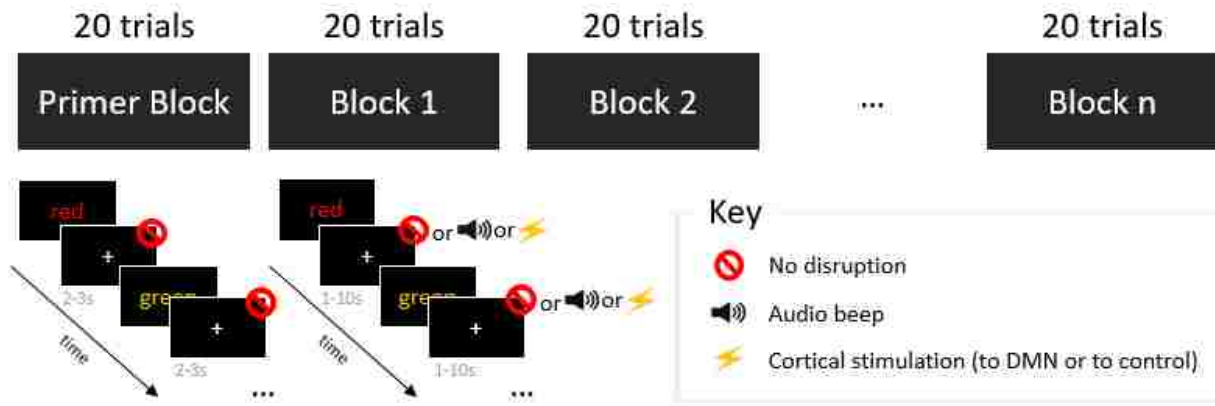 20 trials 20 trials 20 trials 20 trials
Primer Block Block 1 Block 2 ... Block n
red red
or or
+ +
2-3s 1-10s
green green
or or
+ +
time time
2-3s 1-10s
... ...
Key
No disruption
Audio beep
Cortical stimulation (to DMN or to control)